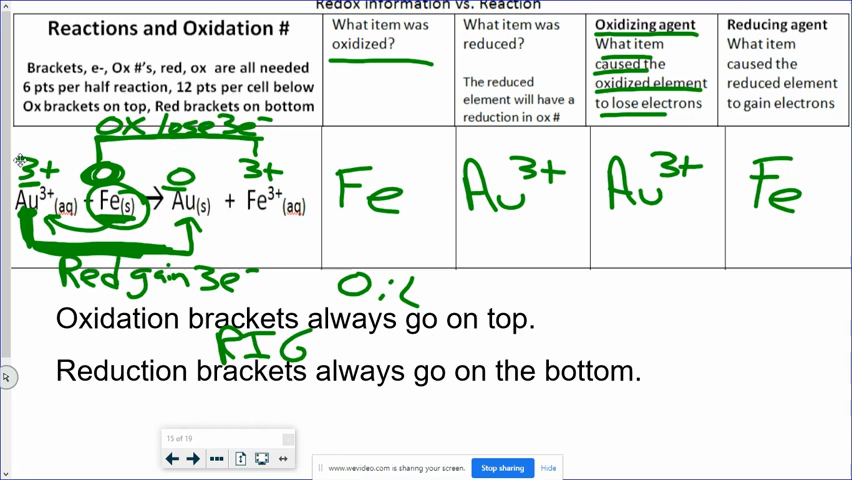 Redox Information vs. Reaction
Reactions and Oxidation #
Brackets, e-, Ox #'s, red, ox are all needed
6 pts per half reaction, 12 pts per cell below
Ox brackets on top, Red brackets on bottom
What item was
oxidized?
What item was
reduced?
The reduced
element will have a
reduction in ox #
Oxidizing agent
What item
caused the
oxidized element
to lose electrons
Reducing agent
What item
caused the
reduced element
to gain electrons
Ox lose 3e⁻
3+ 0 0 3+
Au³⁺(aq) + Fe(s) → Au(s) + Fe³⁺(aq)
Red gain 3e⁻
Fe
Au³⁺
Au³⁺
Fe
OiL
Oxidation brackets always go on top.
RIG
Reduction brackets always go on the bottom.
15 of 19
www.wevideo.com is sharing your screen.
Stop sharing
Hide